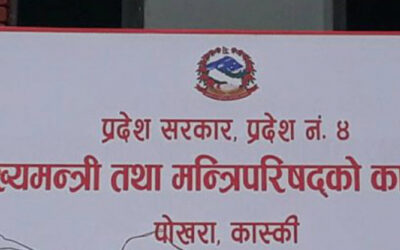 प्रदेश सरकार, प्रदेश नं. ४
ख्यमन्त्री तथा मन्त्रिपरिषद्को का
पोखरा, कास्की